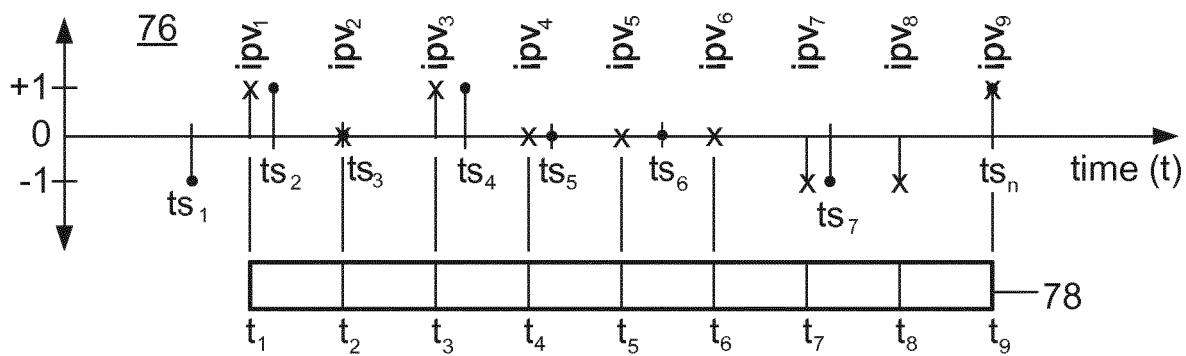 76 ipv₁ ipv₂ ipv₃ ipv₄ ipv₅ ipv₆ ipv₇ ipv₈ ipv₉
+1
0
-1
ts₁ ts₂ ts₃ ts₄ ts₅ ts₆ ts₇ tsₙ time (t)
78
t₁ t₂ t₃ t₄ t₅ t₆ t₇ t₈ t₉